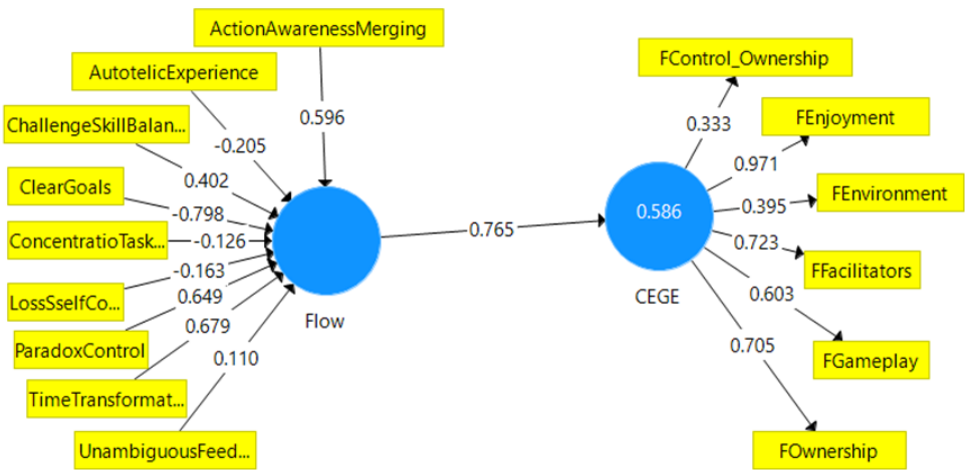 ActionAwarenessMerging
AutotelicExperience
ChallengeSkillBalan...
ClearGoals
ConcentratioTask...
LossSselfCo...
ParadoxControl
TimeTransformat...
UnambiguousFeed...
0.596
-0.205
0.402
-0.798
-0.126
-0.163
0.649
0.679
0.110
Flow
0.765
0.586
CEGE
0.333
0.971
0.395
0.723
0.603
0.705
FControl_Ownership
FEnjoyment
FEnvironment
FFacilitators
FGameplay
FOwnership